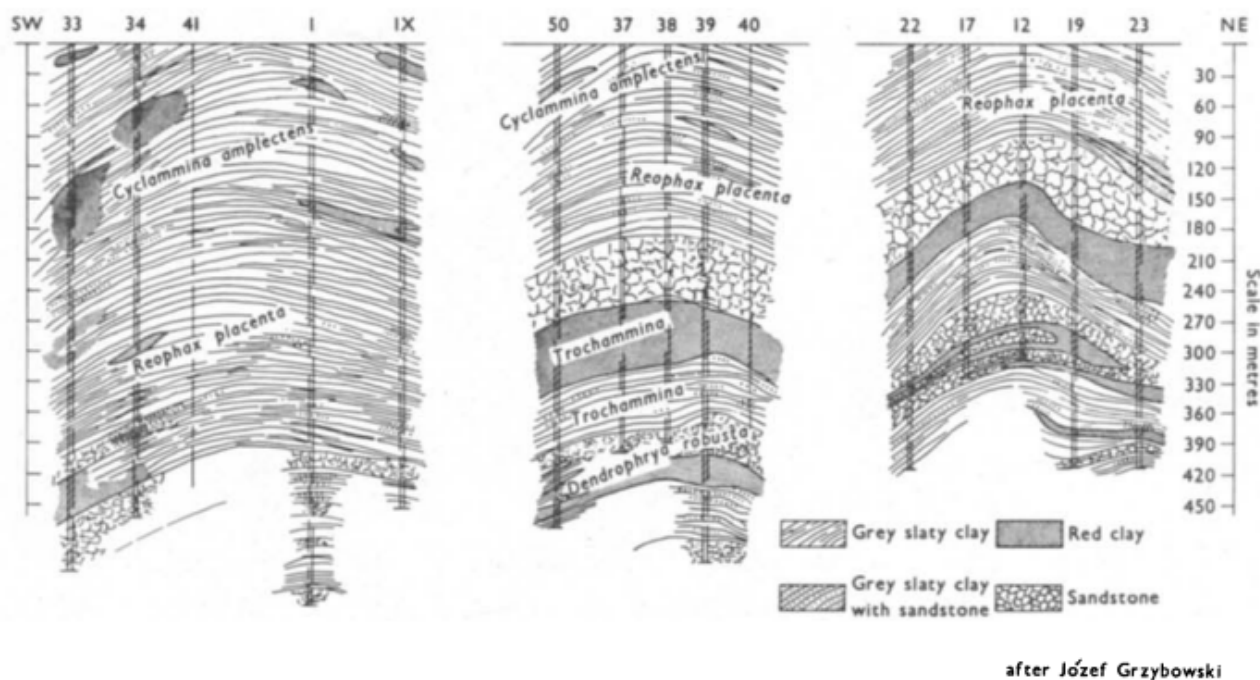 SW 33 34 41 I IX 50 37 38 39 40 22 17 12 19 23 NE
30
60
90
120
150
180
210
240
270
300
330
360
390
420
450
Scale in metres
Cyclammina amplectens
Reophax placenta
Cyclammina amplectens
Reophax placenta
Trochammina
Trochammina
Dendrophrya robusta
Reophax placenta
Grey slaty clay
Red clay
Grey slaty clay
with sandstone
Sandstone
after Józef Grzybowski